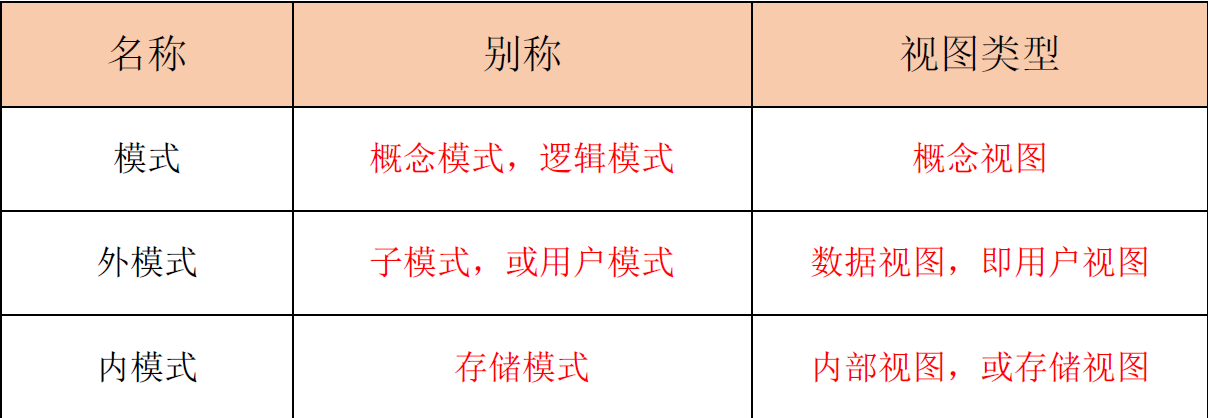 名称 别称 视图类型
模式 概念模式，逻辑模式 概念视图
外模式 子模式，或用户模式 数据视图，即用户视图
内模式 存储模式 内部视图，或存储视图